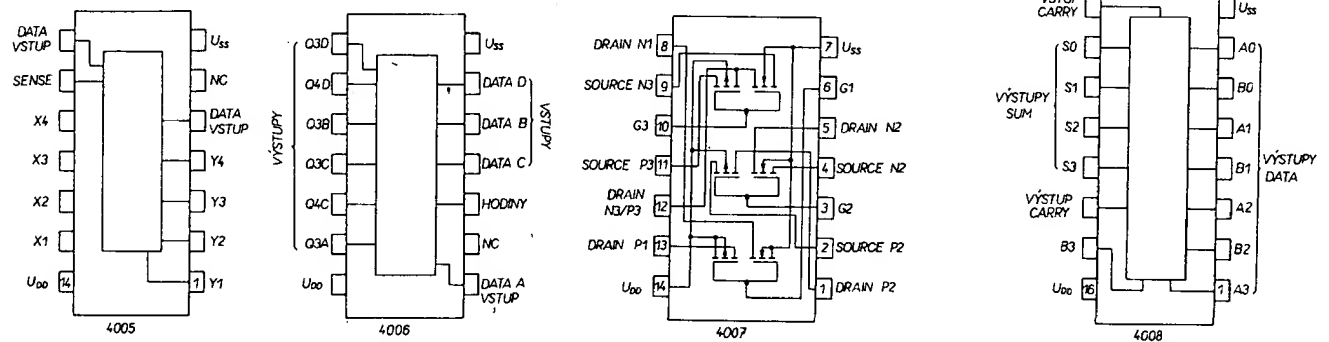 DATA
VSTUP
SENSE
X4
X3
X2
X1
U_DD 14
U_SS
NC
DATA
VSTUP
Y4
Y3
Y2
1 Y1
4005
VÝSTUPY
Q3D
Q4D
Q3B
Q3C
Q4C
Q3A
U_DD
U_SS
DATA D
DATA B
DATA C
VSTUPY
HODINY
NC
DATA A
VSTUP
4006
DRAIN N1 8
SOURCE N3 9
G3 10
SOURCE P3 11
DRAIN
N3/P3 12
DRAIN P1 13
U_DD 14
7 U_SS
6 G1
5 DRAIN N2
4 SOURCE N2
3 G2
2 SOURCE P2
1 DRAIN P2
4007
VSTUP
CARRY
S0
S1
S2
S3
VÝSTUPY
SUM
VÝSTUP
CARRY
B3
U_DD 16
U_SS
A0
B0
A1
B1
A2
B2
1 A3
VÝSTUPY
DATA
4008